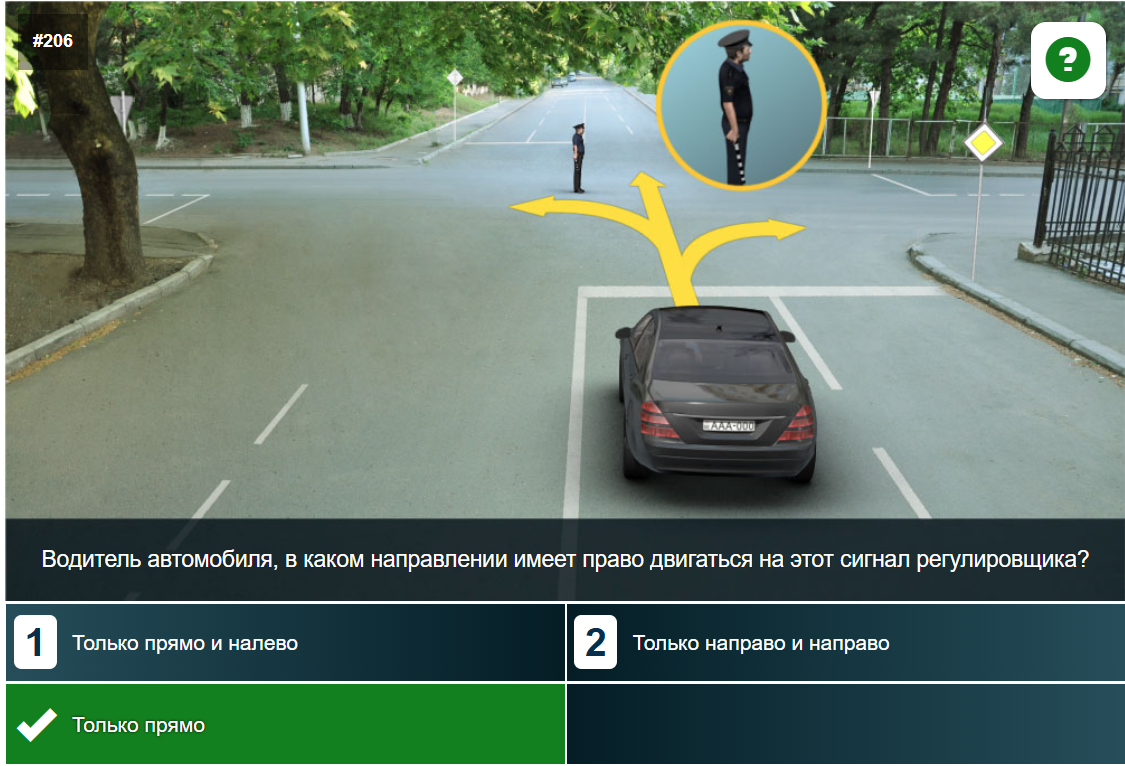 #206
?
AAA-000
Водитель автомобиля, в каком направлении имеет право двигаться на этот сигнал регулировщика?
1 Только прямо и налево
2 Только направо и направо
Только прямо